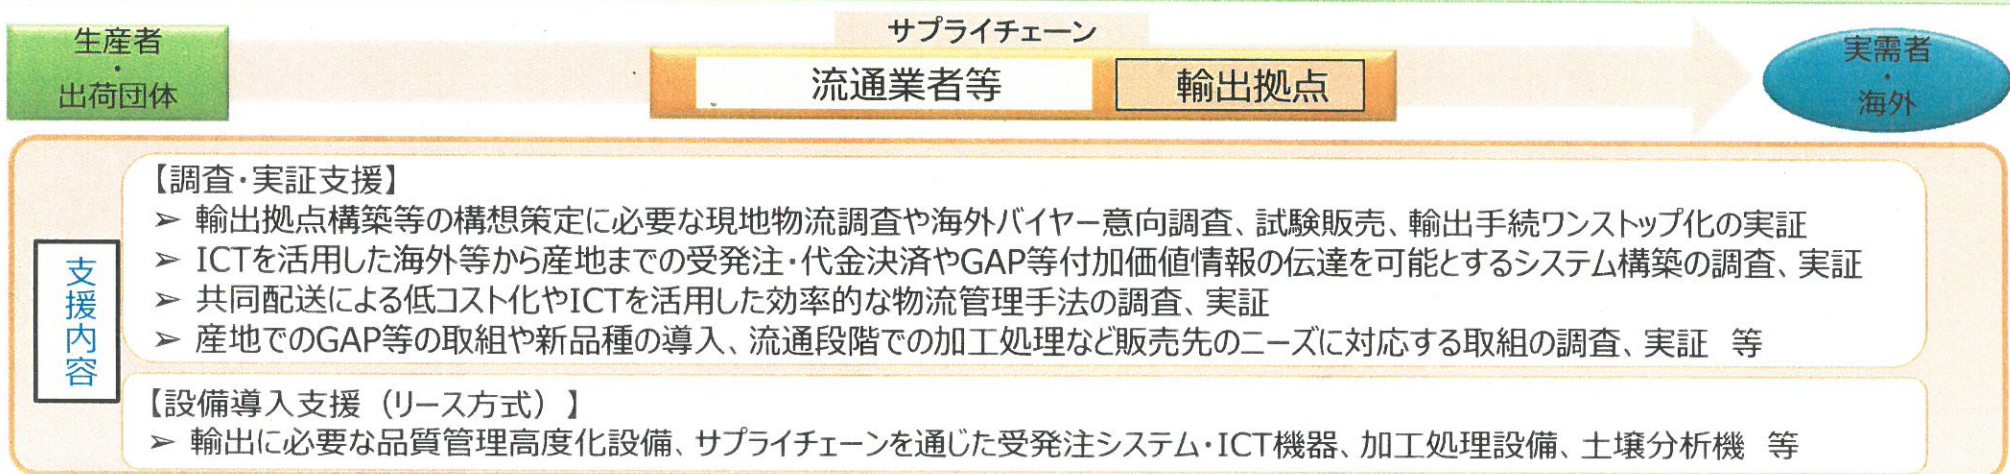 サプライチェーン
生産者
・
出荷団体
流通業者等
輸出拠点
実需者
・
海外
支援内容
【調査・実証支援】
➢ 輸出拠点構築等の構想策定に必要な現地物流調査や海外バイヤー意向調査、試験販売、輸出手続ワンストップ化の実証
➢ ICTを活用した海外等から産地までの受発注・代金決済やGAP等付加価値情報の伝達を可能とするシステム構築の調査、実証
➢ 共同配送による低コスト化やICTを活用した効率的な物流管理手法の調査、実証
➢ 産地でのGAP等の取組や新品種の導入、流通段階での加工処理など販売先のニーズに対応する取組の調査、実証 等
【設備導入支援（リース方式）】
➢ 輸出に必要な品質管理高度化設備、サプライチェーンを通じた受発注システム・ICT機器、加工処理設備、土壌分析機 等